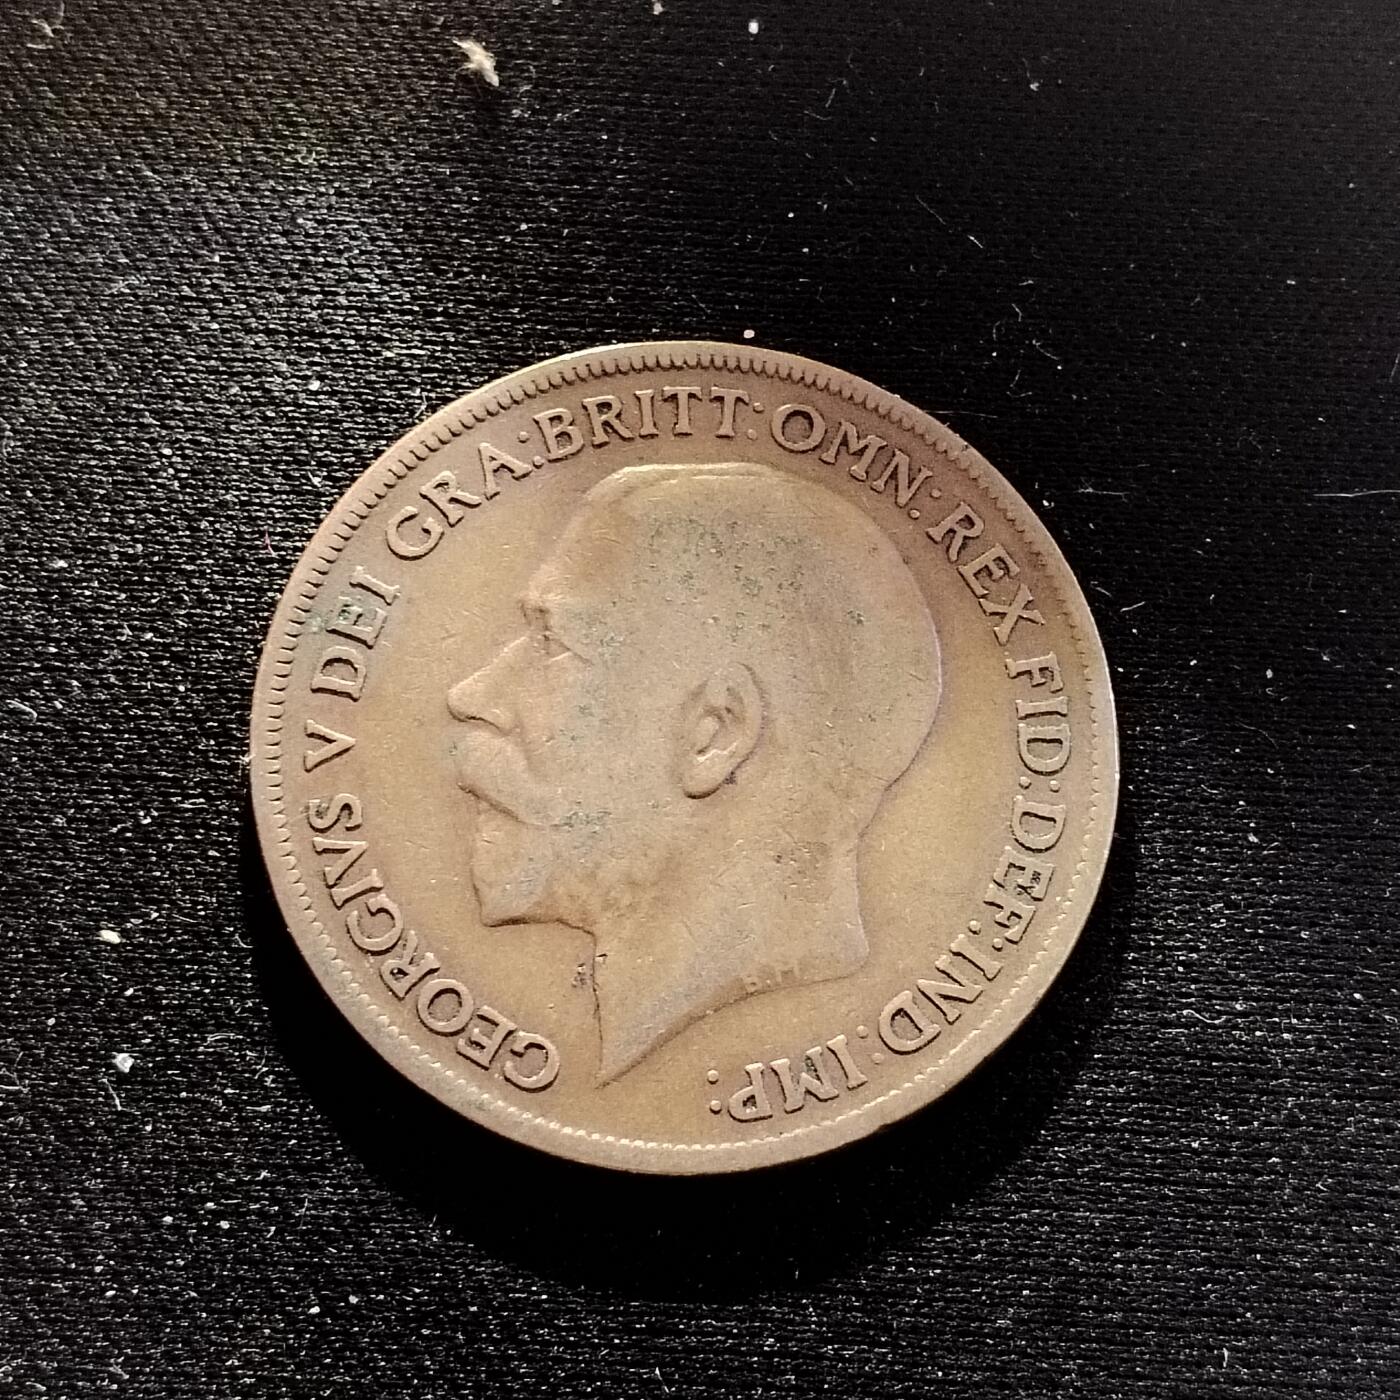 GEORGIVS V DEI GRA: BRITT: OMN: REX FID: DEF: IND: IMP:
B.M.